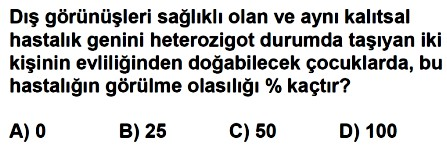 Dış görünüşleri sağlıklı olan ve aynı kalıtsal
hastalık genini heterozigot durumda taşıyan iki
kişinin evliliğinden doğabilecek çocuklarda, bu
hastalığın görülme olasılığı % kaçtır?
A) 0 B) 25 C) 50 D) 100